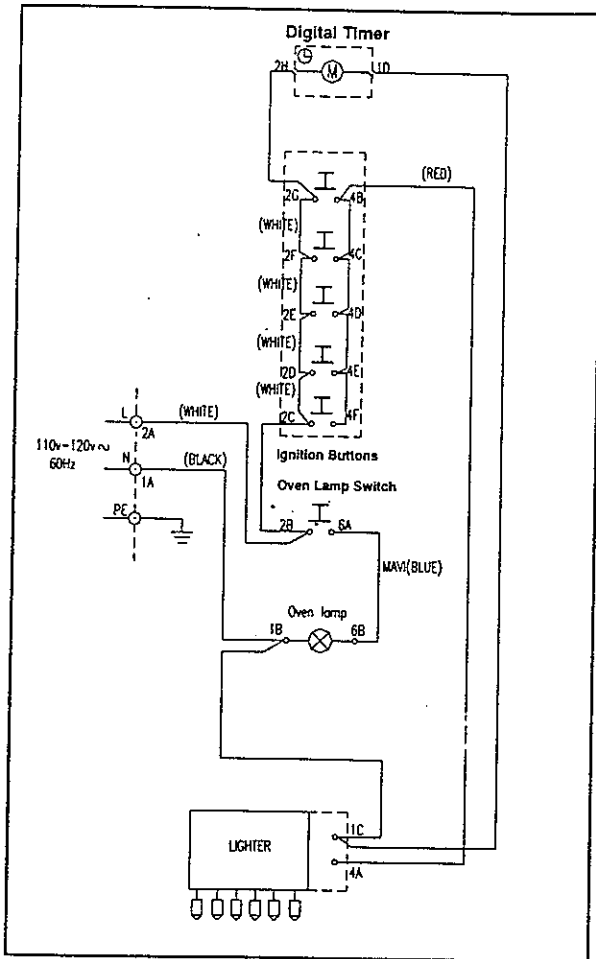 Digital Timer
2H M 1D
2G 4B (RED)
(WHITE)
2F 4C
(WHITE)
2E 4D
(WHITE)
2D 4E
(WHITE)
2C 4F
L (WHITE)
2A
110v-120v~
60Hz
N (BLACK)
1A
PE
Ignition Buttons
Oven Lamp Switch
2B 6A
MAVI(BLUE)
Oven lamp
1B 6B
LIGHTER
1C
4A